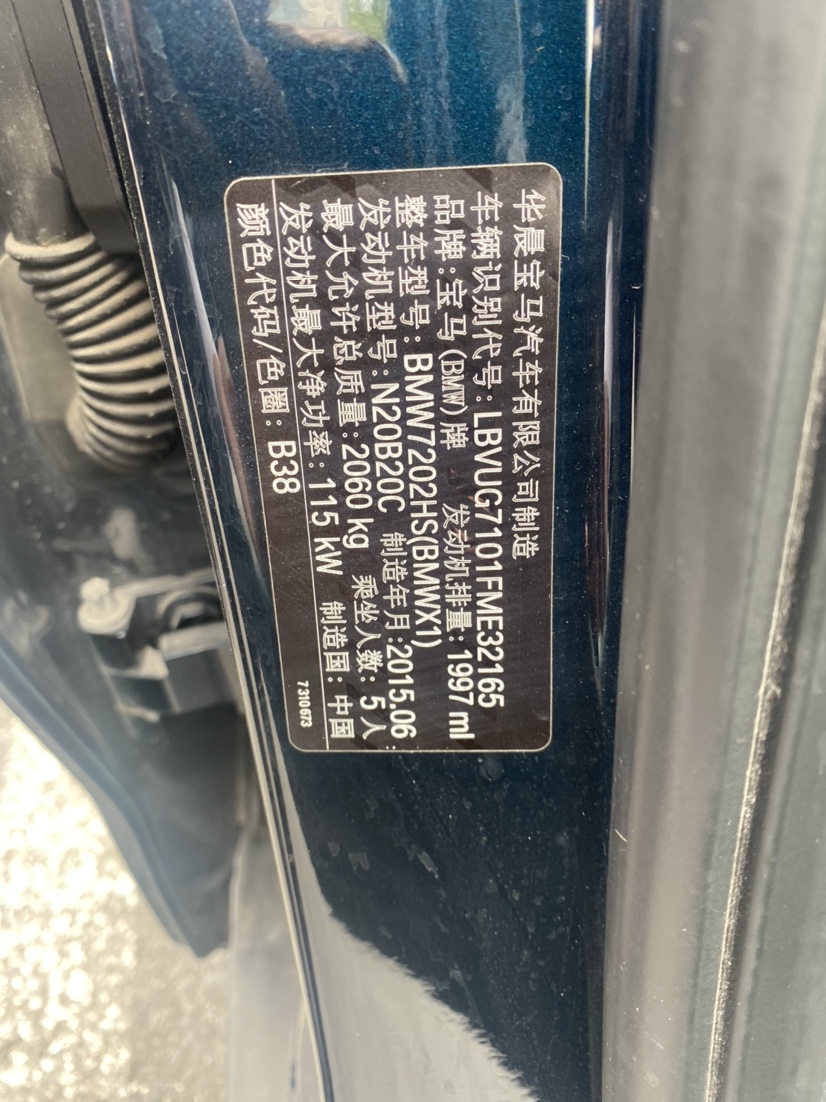 华晨宝马汽车有限公司制造
车辆识别代号:LBVUG7101FME32165
品牌:宝马(BMW)牌 发动机排量:1997 ml
整车型号:BMW7202HS(BMWX1)
发动机型号:N20B20C 制造年月:2015.06
最大允许总质量:2060 kg 乘坐人数:5人
发动机最大净功率:115 kW 制造国:中国
颜色代码/色圈:B38
7310673